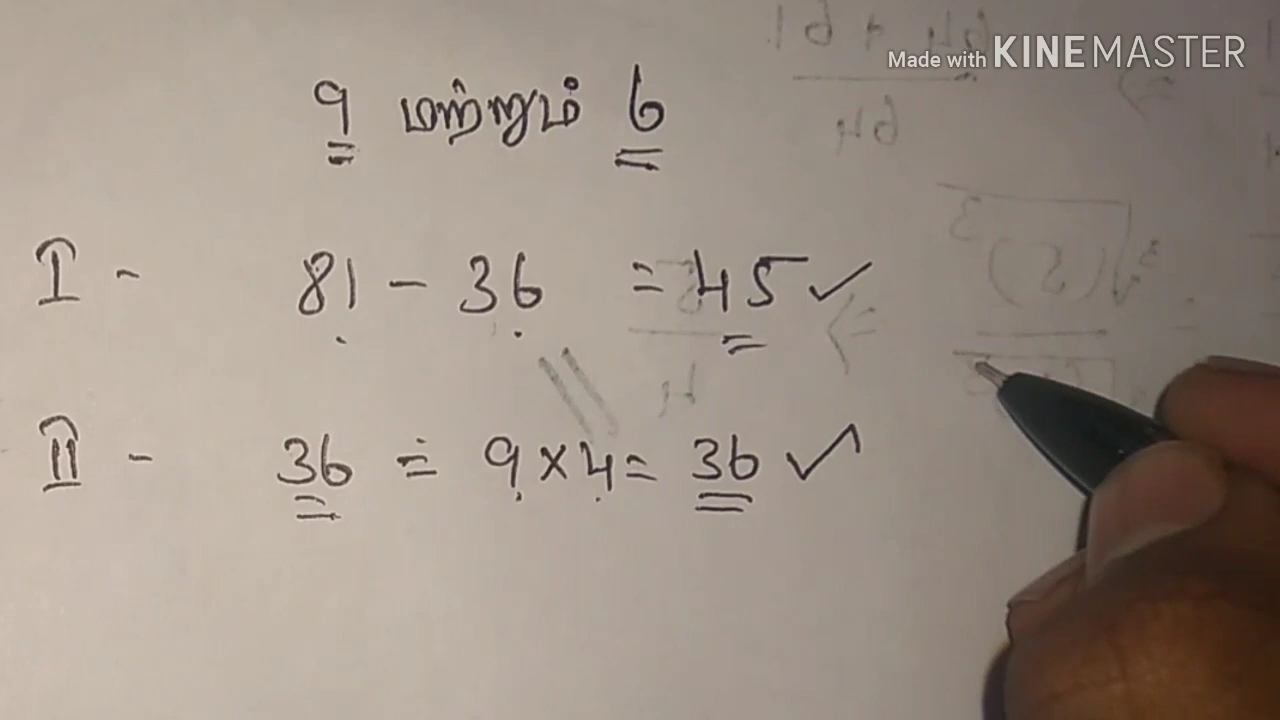 Made with KINEMASTER
9 மற்றும் 6
I - 81 - 36 = 45 ✓
II - 36 = 9 × 4 = 36 ✓